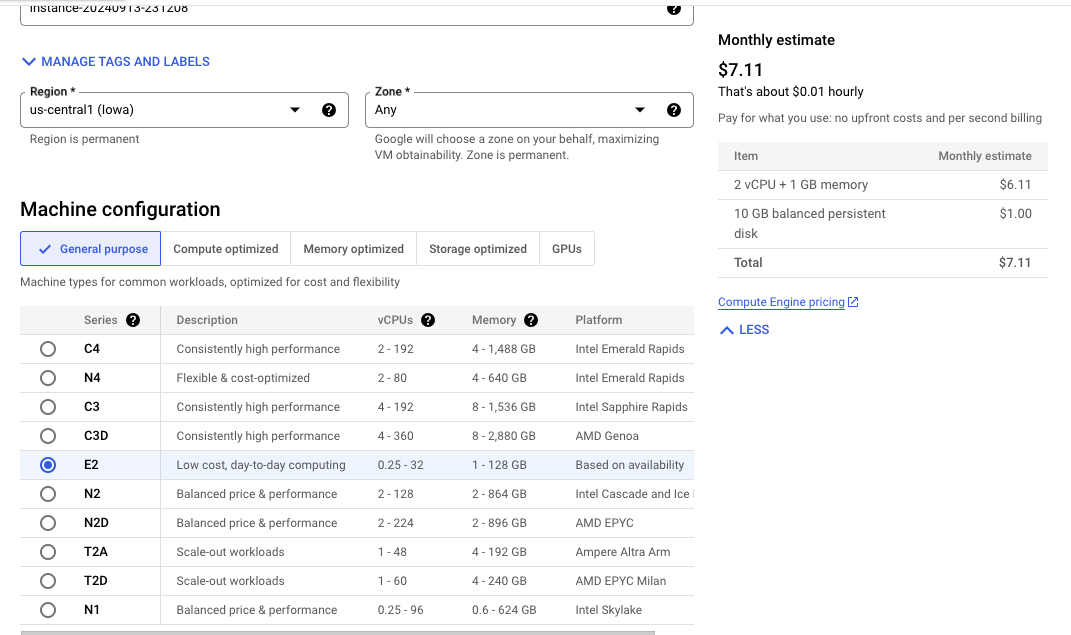 instance-20240913-231208
MANAGE TAGS AND LABELS
Region *
us-central1 (Iowa)
Region is permanent
Zone *
Any
Google will choose a zone on your behalf, maximizing
VM obtainability. Zone is permanent.
Machine configuration
General purpose
Compute optimized
Memory optimized
Storage optimized
GPUs
Machine types for common workloads, optimized for cost and flexibility
Series Description vCPUs Memory Platform
C4 Consistently high performance 2 - 192 4 - 1,488 GB Intel Emerald Rapids
N4 Flexible & cost-optimized 2 - 80 4 - 640 GB Intel Emerald Rapids
C3 Consistently high performance 4 - 192 8 - 1,536 GB Intel Sapphire Rapids
C3D Consistently high performance 4 - 360 8 - 2,880 GB AMD Genoa
E2 Low cost, day-to-day computing 0.25 - 32 1 - 128 GB Based on availability
N2 Balanced price & performance 2 - 128 2 - 864 GB Intel Cascade and Ice
N2D Balanced price & performance 2 - 224 2 - 896 GB AMD EPYC
T2A Scale-out workloads 1 - 48 4 - 192 GB Ampere Altra Arm
T2D Scale-out workloads 1 - 60 4 - 240 GB AMD EPYC Milan
N1 Balanced price & performance 0.25 - 96 0.6 - 624 GB Intel Skylake
Monthly estimate
$7.11
That's about $0.01 hourly
Pay for what you use: no upfront costs and per second billing
Item Monthly estimate
2 vCPU + 1 GB memory $6.11
10 GB balanced persistent $1.00
disk
Total $7.11
Compute Engine pricing
LESS